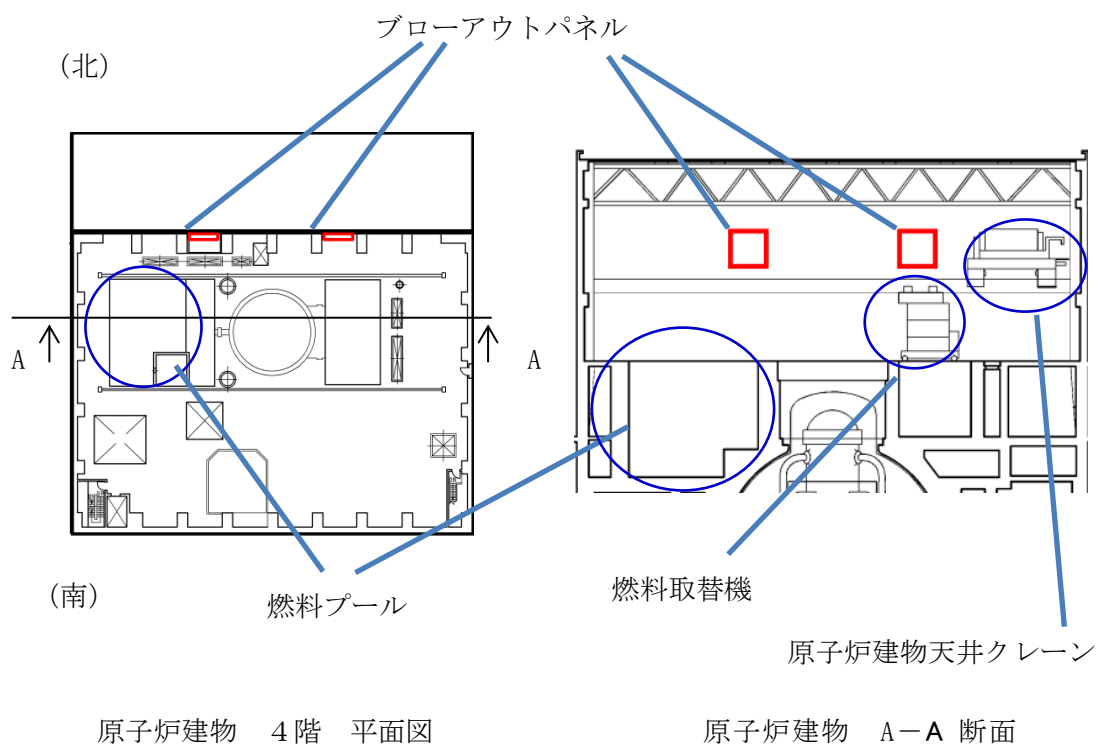 ブローアウトパネル
(北)
A
A
A
(南)
燃料プール
燃料取替機
原子炉建物天井クレーン
原子炉建物 4階 平面図
原子炉建物 A-A 断面